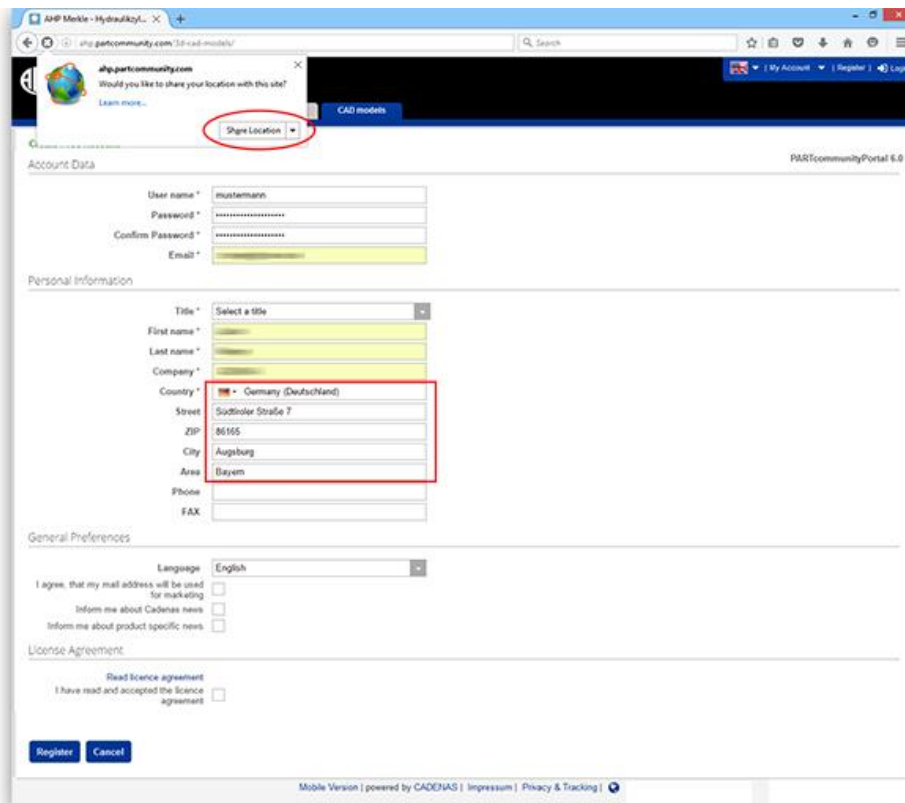 AHP Merkle - Hydraulikzyl...
ahp.partcommunity.com/3d-cad-models/
Search
ahp.partcommunity.com
Would you like to share your location with this site?
Learn more...
Share Location
My Account | Register |
CAD models
PARTcommunityPortal 6.0
Account Data
User name * mustermann
Password *
Confirm Password *
Email *
Personal Information
Title * Select a title
First name *
Last name *
Company *
Country * Germany (Deutschland)
Street Südtiroler Straße 7
ZIP 86165
City Augsburg
Area Bayern
Phone
FAX
General Preferences
Language English
I agree, that my mail address will be used
for marketing
Inform me about Cadenas news
Inform me about product specific news
License Agreement
Read licence agreement
I have read and accepted the licence
agreement
Register Cancel
Mobile Version | powered by CADENAS | Impressum | Privacy & Tracking |